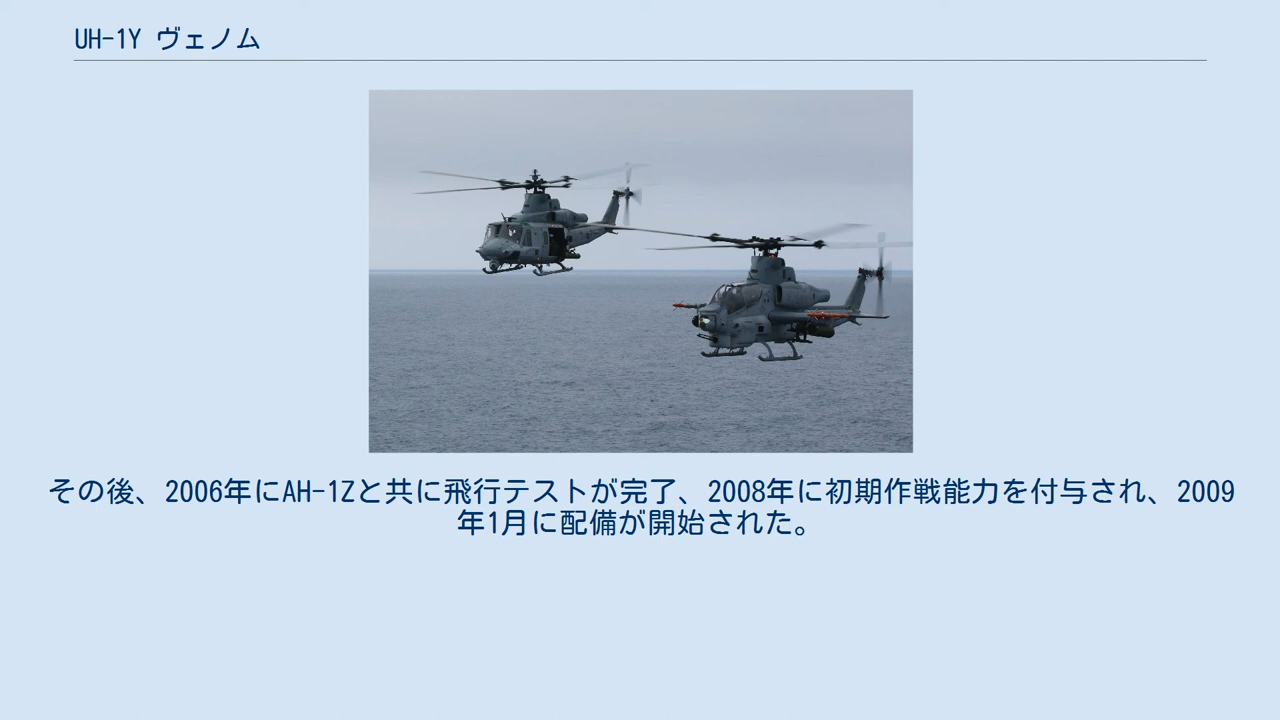 UH-1Y ヴェノム
その後、2006年にAH-1Zと共に飛行テストが完了、2008年に初期作戦能力を付与され、2009
年1月に配備が開始された。